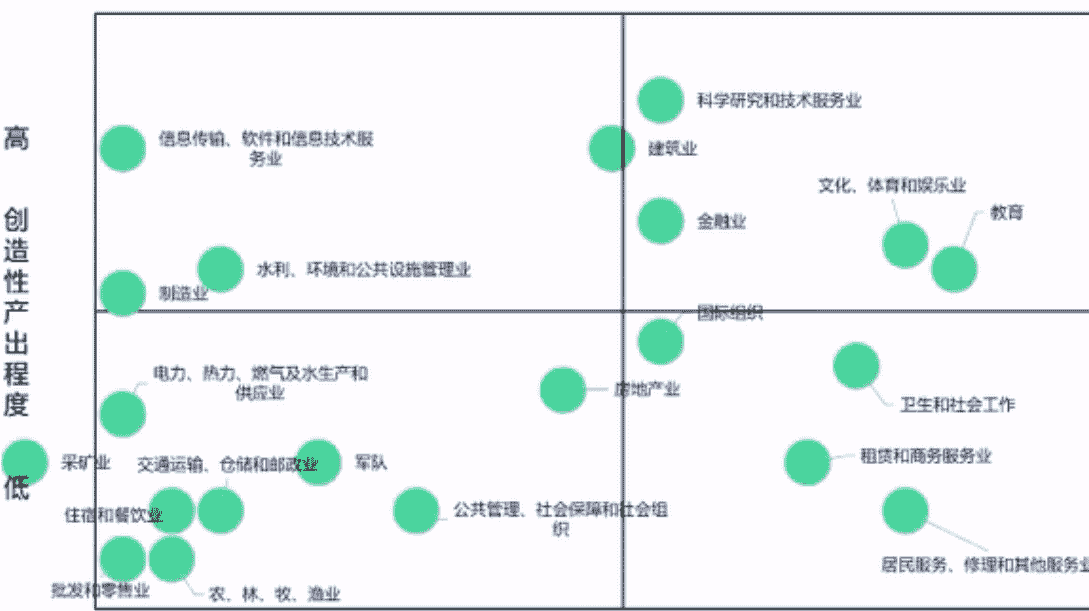 高
创造性产出程度
低
科学研究和技术服务业
信息传输、软件和信息技术服
务业
建筑业
文化、体育和娱乐业
教育
金融业
水利、环境和公共设施管理业
制造业
国际组织
电力、热力、燃气及水生产和
供应业
房地产业
卫生和社会工作
采矿业
交通运输、仓储和邮政业
军队
租赁和商务服务业
住宿和餐饮业
公共管理、社会保障和社会组
织
居民服务、修理和其他服务业
批发和零售业
农、林、牧、渔业